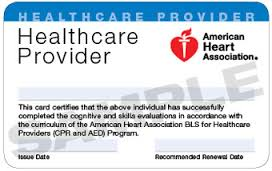 HEALTHCARE PROVIDER
Healthcare
Provider
American
Heart
Association®
SAMPLE
This card certifies that the above individual has successfully
completed the cognitive and skills evaluations in accordance with
the curriculum of the American Heart Association BLS for Healthcare
Providers (CPR and AED) Program.
Issue Date
Recommended Renewal Date